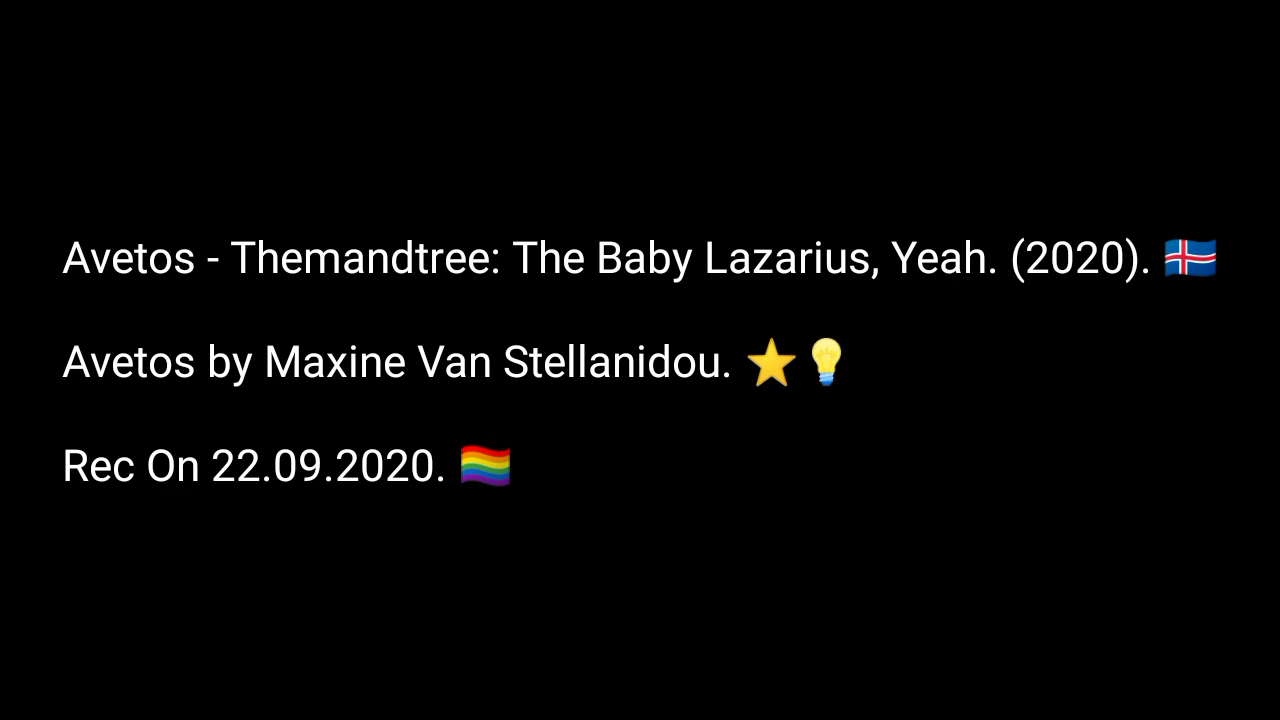 Avetos - Themandtree: The Baby Lazarius, Yeah. (2020). 🇮🇸
Avetos by Maxine Van Stellanidou. ⭐💡
Rec On 22.09.2020. 🏳️‍🌈